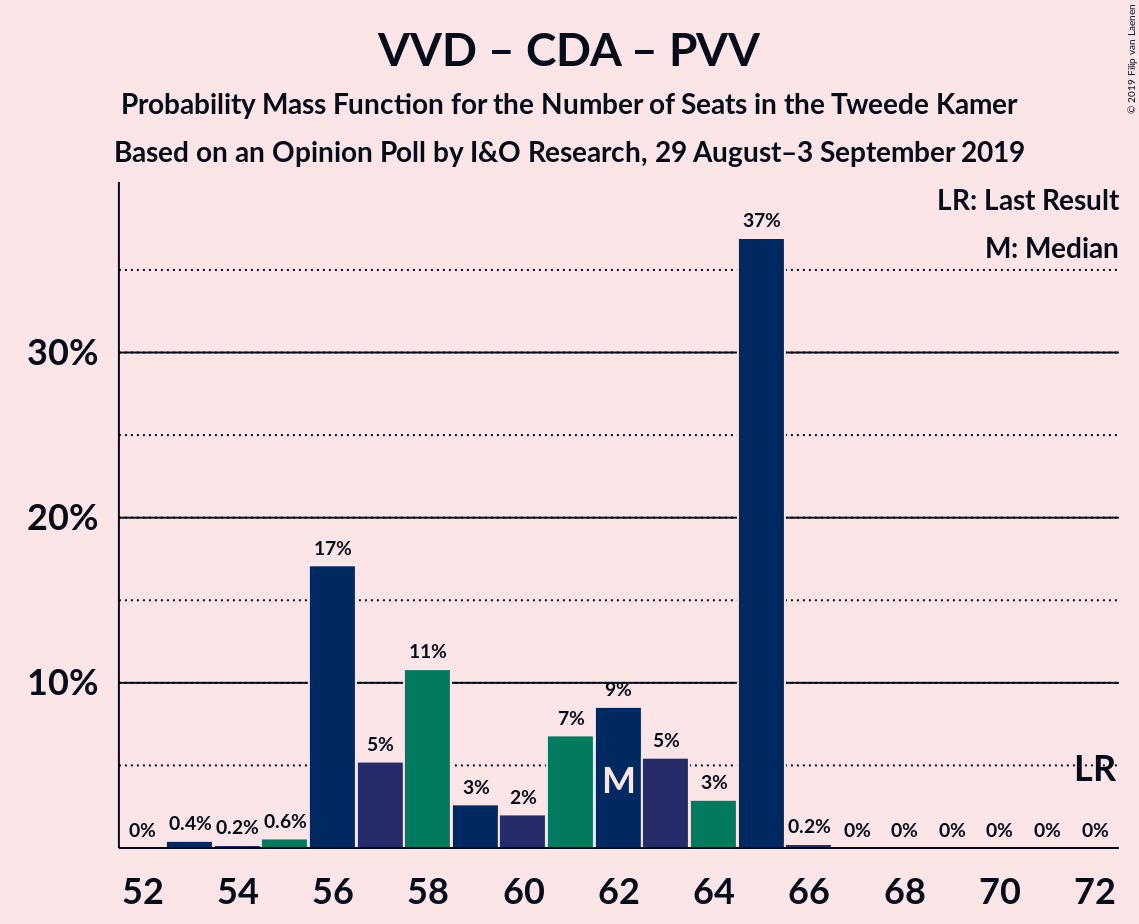 VVD – CDA – PVV
Probability Mass Function for the Number of Seats in the Tweede Kamer
Based on an Opinion Poll by I&O Research, 29 August–3 September 2019
© 2019 Filip van Laenen
LR: Last Result
M: Median
30%
20%
10%
0%
0.4%
0.2%
0.6%
17%
5%
11%
3%
2%
7%
9%
5%
3%
37%
0.2%
0%
0%
0%
0%
0%
0%
M
LR
52 54 56 58 60 62 64 66 68 70 72